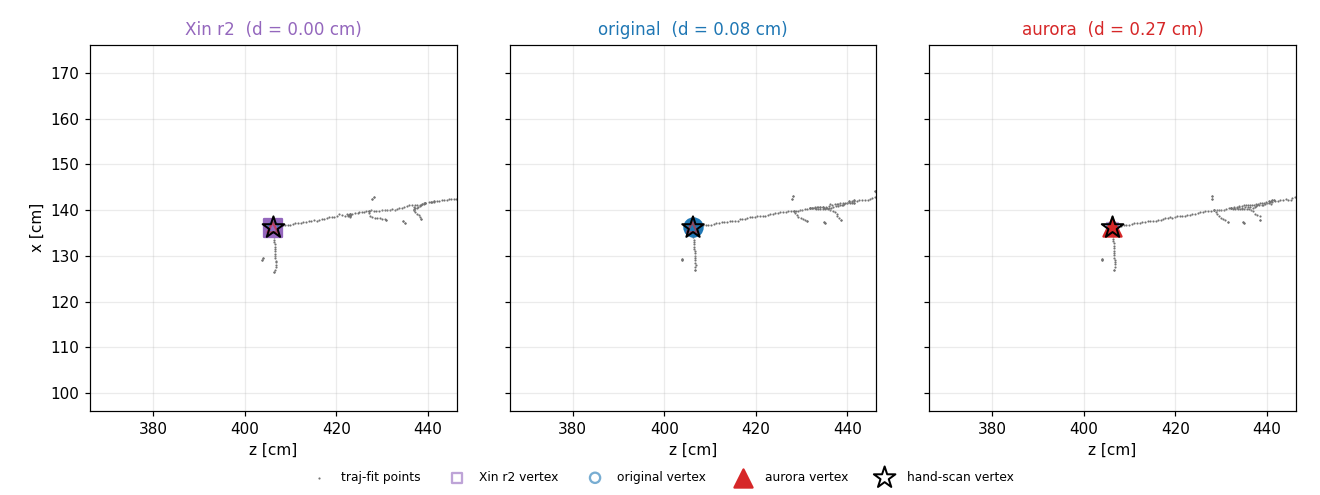 Xin r2  (d = 0.00 cm)
original  (d = 0.08 cm)
aurora  (d = 0.27 cm)
170
160
150
140
130
120
110
100
x [cm]
380 400 420 440
380 400 420 440
380 400 420 440
z [cm]
z [cm]
z [cm]
traj-fit points
Xin r2 vertex
original vertex
aurora vertex
hand-scan vertex